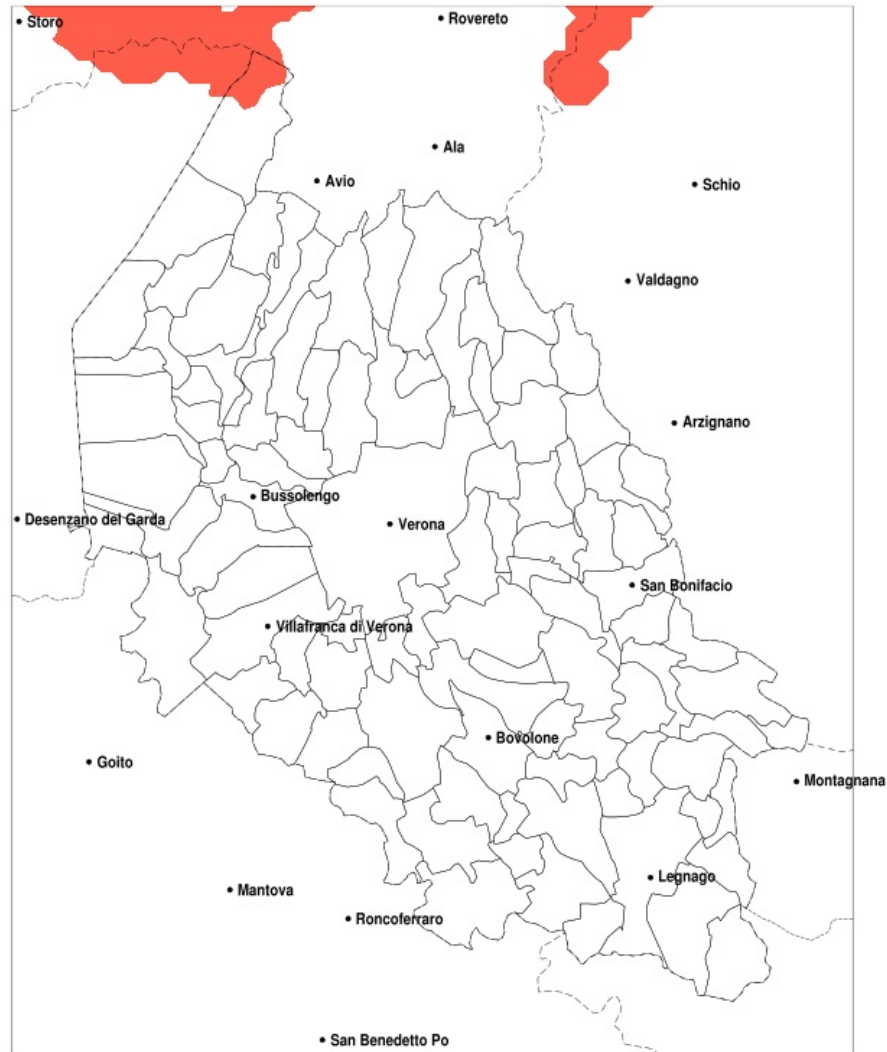 Storo
Rovereto
Ala
Avio
Schio
Valdagno
Arzignano
Bussolengo
Desenzano del Garda
Verona
San Bonifacio
Villafranca di Verona
Bovolone
Goito
Montagnana
Legnago
Mantova
Roncoferraro
San Benedetto Po